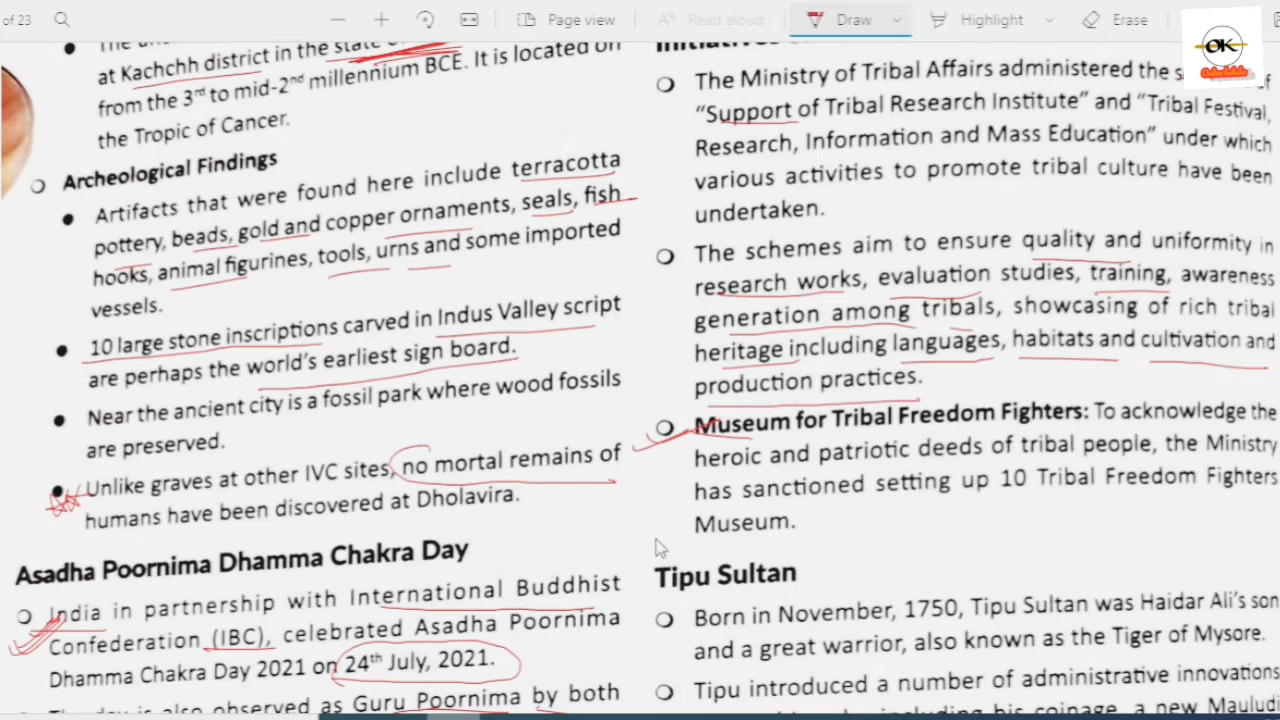 of 23
Page view
Read aloud
Draw
Highlight
Erase
OK
at Kachchh district in the state
from the 3rd to mid-2nd millennium BCE. It is located on
the Tropic of Cancer.
Archeological Findings
Artifacts that were found here include terracotta
pottery, beads, gold and copper ornaments, seals, fish
hooks, animal figurines, tools, urns and some imported
vessels.
10 large stone inscriptions carved in Indus Valley script
are perhaps the world's earliest sign board.
Near the ancient city is a fossil park where wood fossils
are preserved.
Unlike graves at other IVC sites, no mortal remains of
humans have been discovered at Dholavira.
Asadha Poornima Dhamma Chakra Day
India in partnership with International Buddhist
Confederation (IBC), celebrated Asadha Poornima
Dhamma Chakra Day 2021 on 24th July, 2021.
The day is also observed as Guru Poornima by both
The Ministry of Tribal Affairs administered the
"Support of Tribal Research Institute" and "Tribal Festival,
Research, Information and Mass Education" under which
various activities to promote tribal culture have been
undertaken.
The schemes aim to ensure quality and uniformity in
research works, evaluation studies, training, awareness
generation among tribals, showcasing of rich tribal
heritage including languages, habitats and cultivation and
production practices.
Museum for Tribal Freedom Fighters: To acknowledge the
heroic and patriotic deeds of tribal people, the Ministry
has sanctioned setting up 10 Tribal Freedom Fighters
Museum.
Tipu Sultan
Born in November, 1750, Tipu Sultan was Haidar Ali's son
and a great warrior, also known as the Tiger of Mysore.
Tipu introduced a number of administrative innovations
including his coinage, a new Mauludi